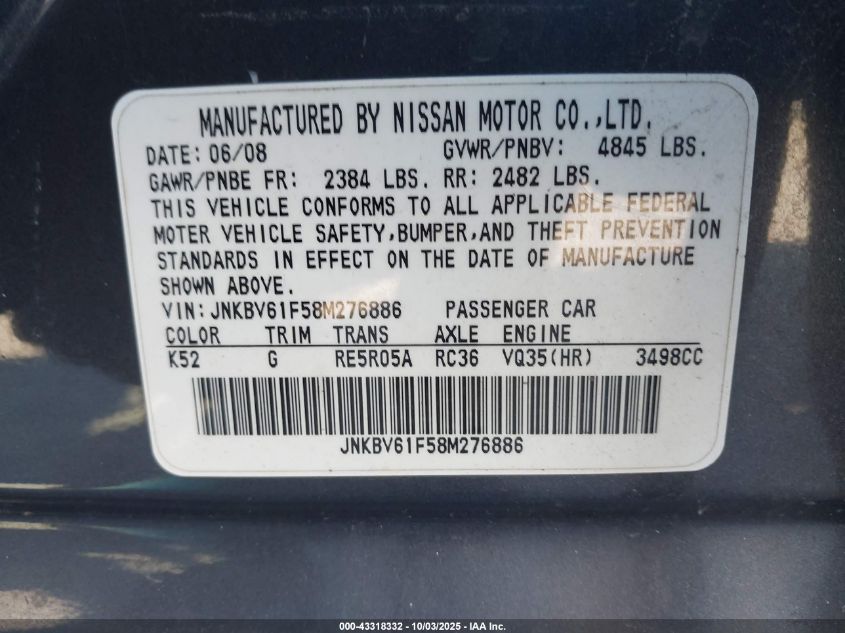 MANUFACTURED BY NISSAN MOTOR CO.,LTD.
DATE: 06/08 GVWR/PNBV: 4845 LBS.
GAWR/PNBE FR: 2384 LBS. RR: 2482 LBS.
THIS VEHICLE CONFORMS TO ALL APPLICABLE FEDERAL
MOTER VEHICLE SAFETY,BUMPER,AND THEFT PREVENTION
STANDARDS IN EFFECT ON THE DATE OF MANUFACTURE
SHOWN ABOVE.
VIN:JNKBV61F58M276886 PASSENGER CAR
COLOR TRIM TRANS AXLE ENGINE
K52 G RE5R05A RC36 VQ35(HR) 3498CC
JNKBV61F58M276886
000-43318332 - 10/03/2025 - IAA Inc.